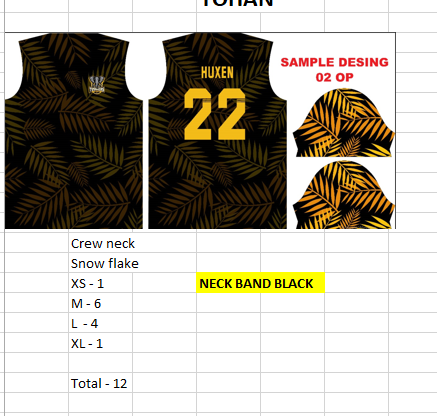 TOHAN
SAMPLE DESING
02 OP
HUXEN
22
Crew neck
Snow flake
XS - 1
NECK BAND BLACK
M - 6
L - 4
XL - 1
Total - 12